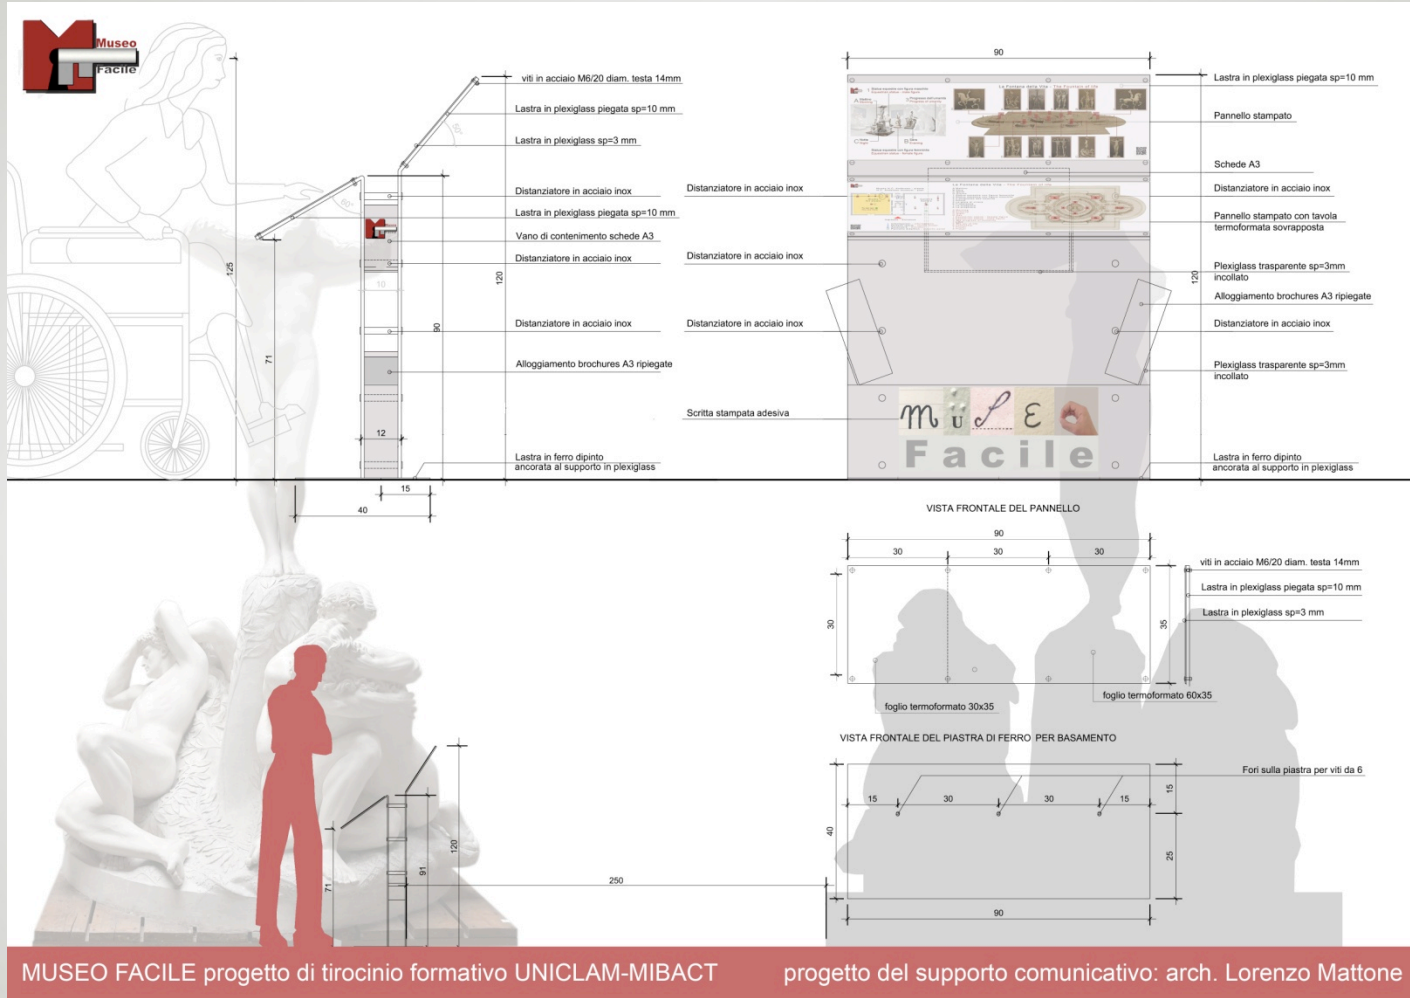 Museo
Facile
viti in acciaio M6/20 diam. testa 14mm
Lastra in plexiglass piegata sp=10 mm
Lastra in plexiglass sp=3 mm
Distanziatore in acciaio inox
Lastra in plexiglass piegata sp=10 mm
Vano di contenimento schede A3
Distanziatore in acciaio inox
Distanziatore in acciaio inox
Alloggiamento brochures A3 ripiegate
Lastra in ferro dipinto
ancorata al supporto in plexiglass
60°
60°
125
71
10
90
120
12
15
40
90
La Fontana della Vita - The Fountain of life
Distanziatore in acciaio inox
Distanziatore in acciaio inox
Distanziatore in acciaio inox
Scritta stampata adesiva
Lastra in plexiglass piegata sp=10 mm
Pannello stampato
Schede A3
Distanziatore in acciaio inox
Pannello stampato con tavola
termoformata sovrapposta
Plexiglass trasparente sp=3mm
incollato
120
Alloggiamento brochures A3 ripiegate
Distanziatore in acciaio inox
Plexiglass trasparente sp=3mm
incollato
Lastra in ferro dipinto
ancorata al supporto in plexiglass
Facile
VISTA FRONTALE DEL PANNELLO
90
30 30 30
30
35
viti in acciaio M6/20 diam. testa 14mm
Lastra in plexiglass piegata sp=10 mm
Lastra in plexiglass sp=3 mm
foglio termoformato 30x35
foglio termoformato 60x35
VISTA FRONTALE DEL PIASTRA DI FERRO PER BASAMENTO
Fori sulla piastra per viti da 6
15 30 30 15
40
15
25
90
71
91
120
250
MUSEO FACILE progetto di tirocinio formativo UNICLAM-MIBACT
progetto del supporto comunicativo: arch. Lorenzo Mattone